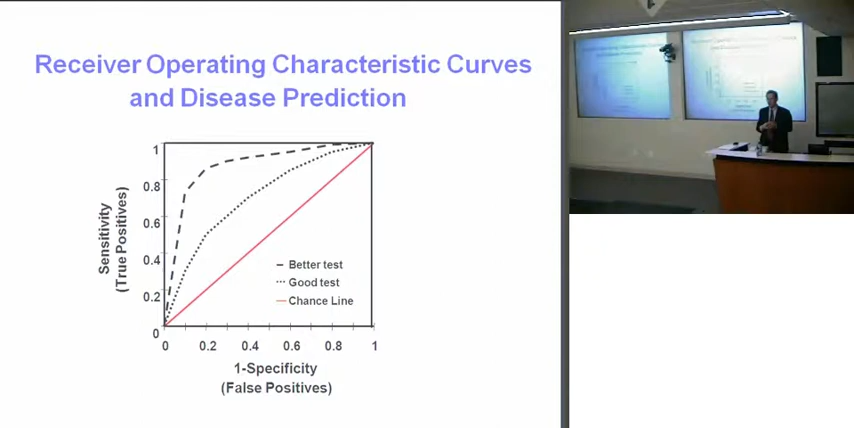 Receiver Operating Characteristic Curves
and Disease Prediction
Sensitivity
(True Positives)
1
0.8
0.6
0.4
0.2
0
Better test
Good test
Chance Line
0 0.2 0.4 0.6 0.8 1
1-Specificity
(False Positives)